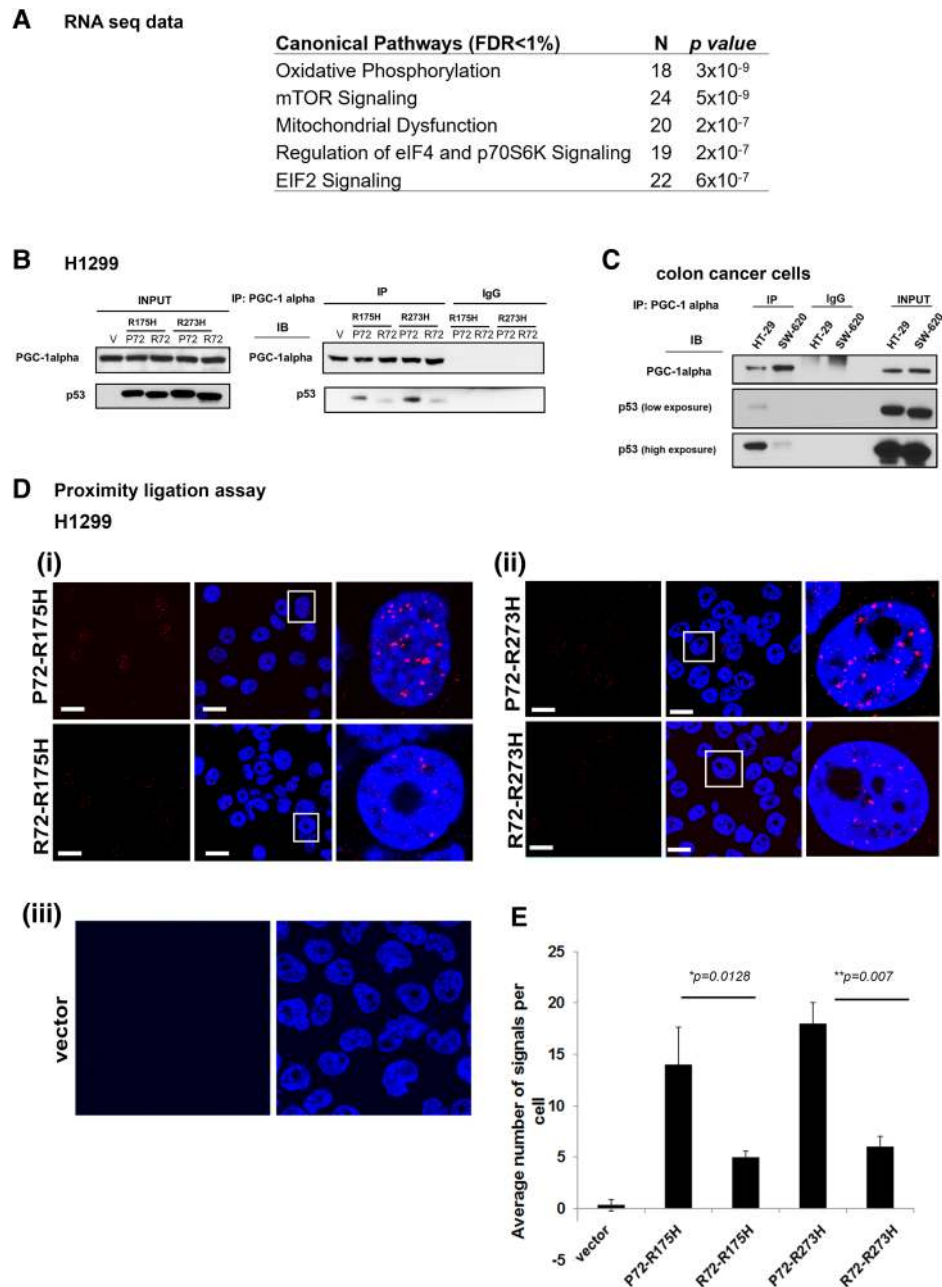 A RNA seq data
Canonical Pathways (FDR<1%) N p value
Oxidative Phosphorylation 18 3x10⁻⁹
mTOR Signaling 24 5x10⁻⁹
Mitochondrial Dysfunction 20 2x10⁻⁷
Regulation of eIF4 and p70S6K Signaling 19 2x10⁻⁷
EIF2 Signaling 22 6x10⁻⁷
B H1299
INPUT
R175H R273H
V P72 R72 P72 R72
PGC-1alpha
p53
IP: PGC-1 alpha
IP IgG
IB
R175H R273H R175H R273H
V P72 R72 P72 R72 P72 R72 P72 R72
PGC-1alpha
p53
C colon cancer cells
IP: PGC-1 alpha
IP IgG INPUT
IB
HT-29 SW-620 HT-29 SW-620 HT-29 SW-620
PGC-1alpha
p53 (low exposure)
p53 (high exposure)
D Proximity ligation assay
H1299
(i)
P72-R175H
R72-R175H
(ii)
P72-R273H
R72-R273H
(iii)
vector
E
Average number of signals per
cell
25
20
15
10
5
0
-5
*p=0.0128
**p=0.007
vector
P72-R175H
R72-R175H
P72-R273H
R72-R273H